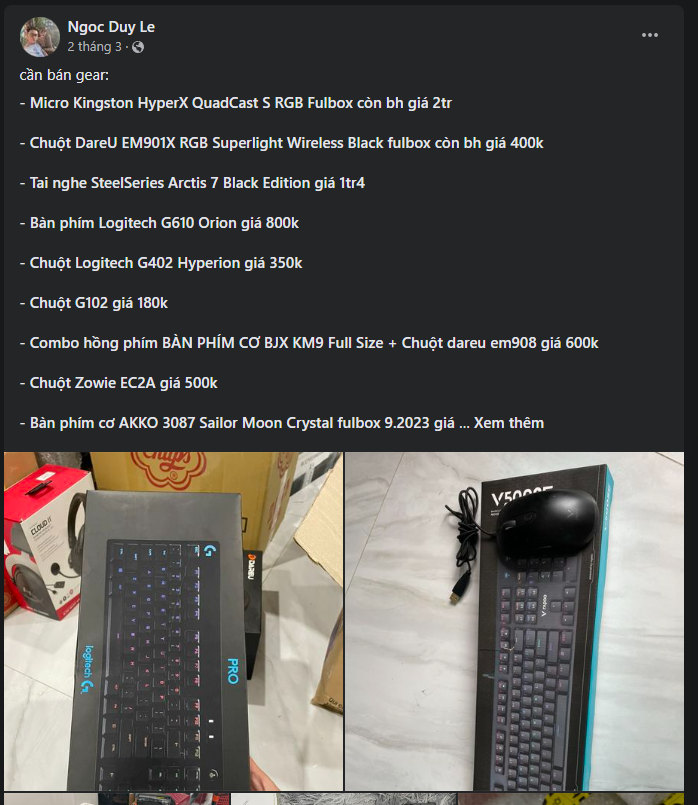 Ngoc Duy Le
2 tháng 3 ·
cần bán gear:
- Micro Kingston HyperX QuadCast S RGB Fulbox còn bh giá 2tr
- Chuột DareU EM901X RGB Superlight Wireless Black fulbox còn bh giá 400k
- Tai nghe SteelSeries Arctis 7 Black Edition giá 1tr4
- Bàn phím Logitech G610 Orion giá 800k
- Chuột Logitech G402 Hyperion giá 350k
- Chuột G102 giá 180k
- Combo hồng phím BÀN PHÍM CƠ BJX KM9 Full Size + Chuột dareu em908 giá 600k
- Chuột Zowie EC2A giá 500k
- Bàn phím cơ AKKO 3087 Sailor Moon Crystal fulbox 9.2023 giá ... Xem thêm
Chups
CLOUD II
logitech
PRO